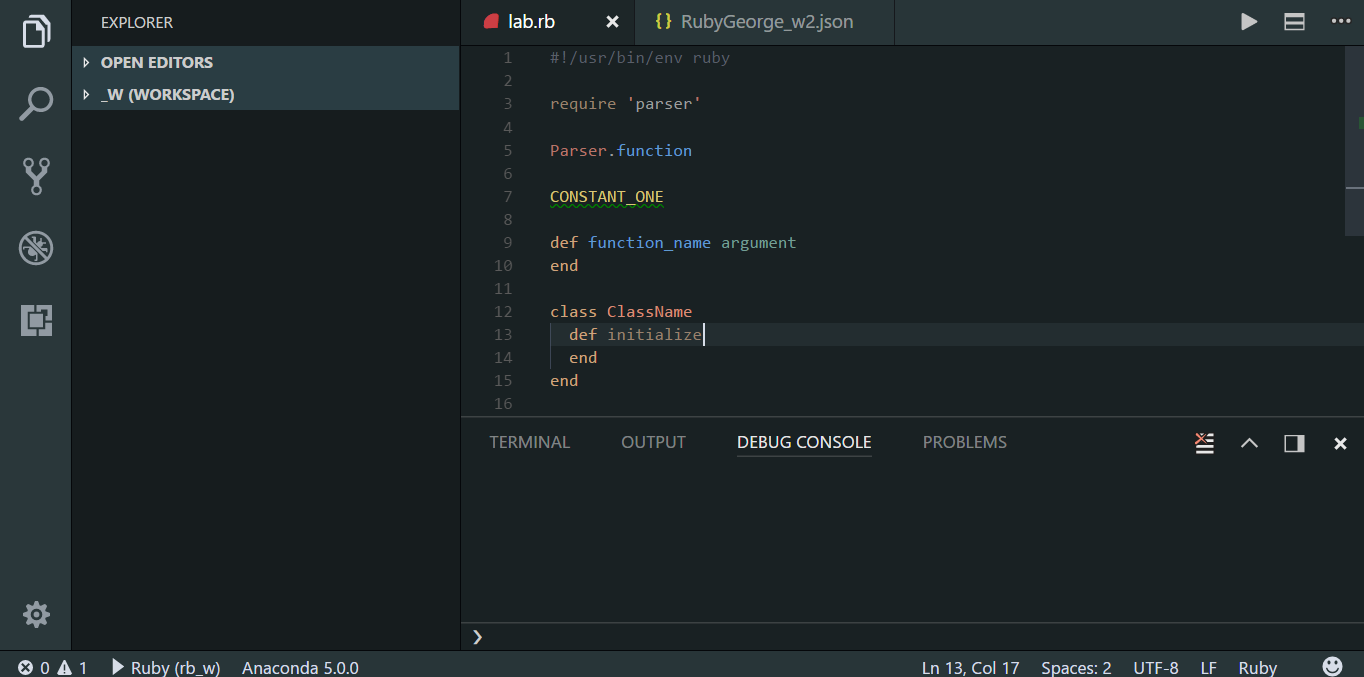 EXPLORER
OPEN EDITORS
_W (WORKSPACE)
lab.rb
{} RubyGeorge_w2.json
1 #!/usr/bin/env ruby
2
3 require 'parser'
4
5 Parser.function
6
7 CONSTANT_ONE
8
9 def function_name argument
10 end
11
12 class ClassName
13 def initialize
14 end
15 end
16
TERMINAL OUTPUT DEBUG CONSOLE PROBLEMS
0 1 Ruby (rb_w) Anaconda 5.0.0 Ln 13, Col 17 Spaces: 2 UTF-8 LF Ruby